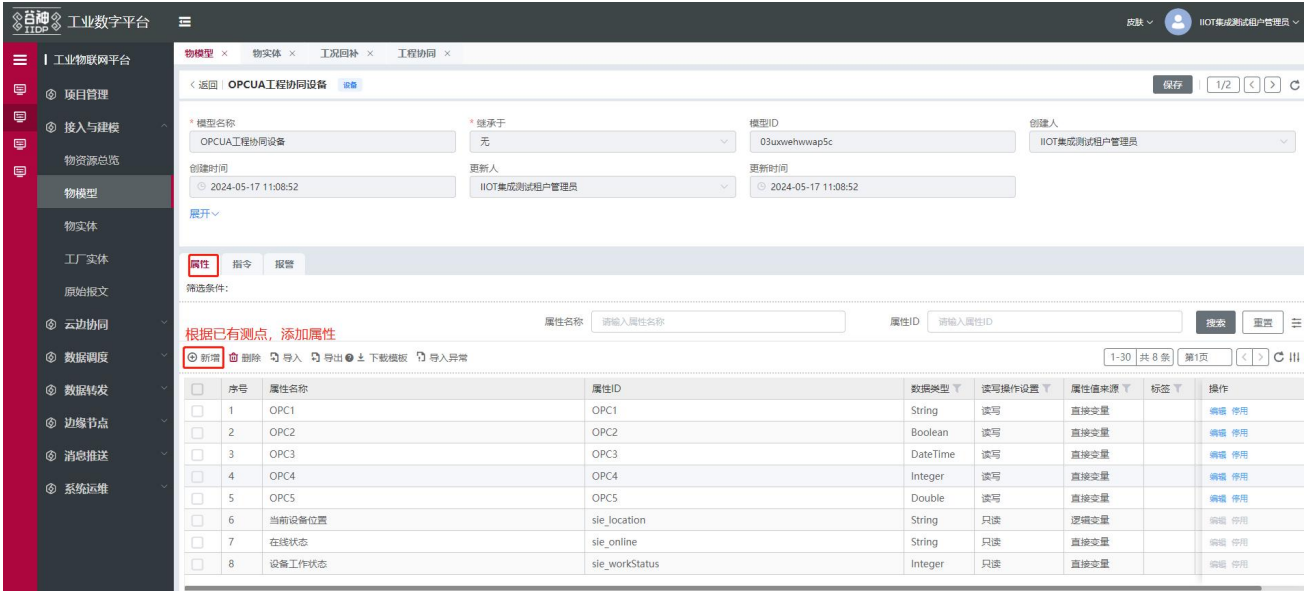 谷神 IIDP 工业数字平台 皮肤 IIOT集成测试租户管理员
工业物联网平台 物模型 × 物实体 × 工况回补 × 工程协同 ×
返回 OPCUA工程协同设备 设备 保存 1/2
项目管理
接入与建模
物资源总览
物模型
物实体
工厂实体
原始报文
云边协同
数据调度
数据转发
边缘节点
消息推送
系统运维
* 模型名称 * 继承于 模型ID 创建人
OPCUA工程协同设备 无 03uxwehwwap5c IIOT集成测试租户管理员
创建时间 更新人 更新时间
2024-05-17 11:08:52 IIOT集成测试租户管理员 2024-05-17 11:08:52
展开
属性 指令 报警
筛选条件:
属性名称 请输入属性名称 属性ID 请输入属性ID 搜索 重置
根据已有测点，添加属性
新增 删除 导入 导出 下载模板 导入异常 1-30 共 8 条 第1页
序号 属性名称 属性ID 数据类型 读写操作设置 属性值来源 标签 操作
1 OPC1 OPC1 String 读写 直接变量 编辑 停用
2 OPC2 OPC2 Boolean 读写 直接变量 编辑 停用
3 OPC3 OPC3 DateTime 读写 直接变量 编辑 停用
4 OPC4 OPC4 Integer 读写 直接变量 编辑 停用
5 OPC5 OPC5 Double 读写 直接变量 编辑 停用
6 当前设备位置 sie_location String 只读 逻辑变量 编辑 停用
7 在线状态 sie_online String 只读 直接变量 编辑 停用
8 设备工作状态 sie_workStatus Integer 只读 直接变量 编辑 停用